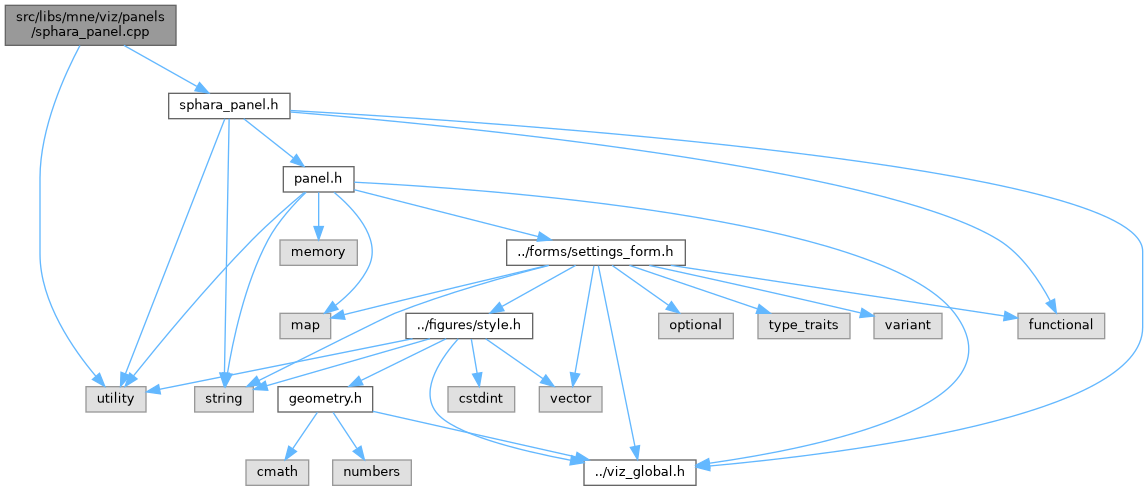 src/libs/mne/viz/panels
/sphara_panel.cpp
sphara_panel.h
panel.h
memory
../forms/settings_form.h
map
../figures/style.h
optional
type_traits
variant
functional
utility
string
geometry.h
cstdint
vector
cmath
numbers
../viz_global.h